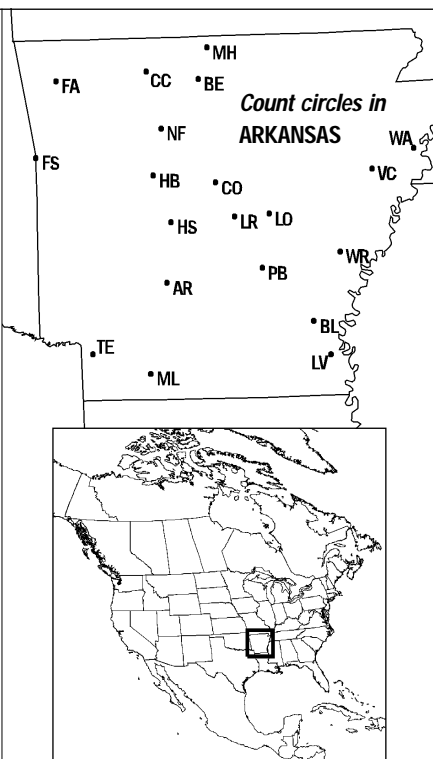 MH
CC
BE
FA
Count circles in
ARKANSAS
NF
WA
FS
VC
HB
CO
LR
LO
HS
WR
PB
AR
BL
TE
LV
ML